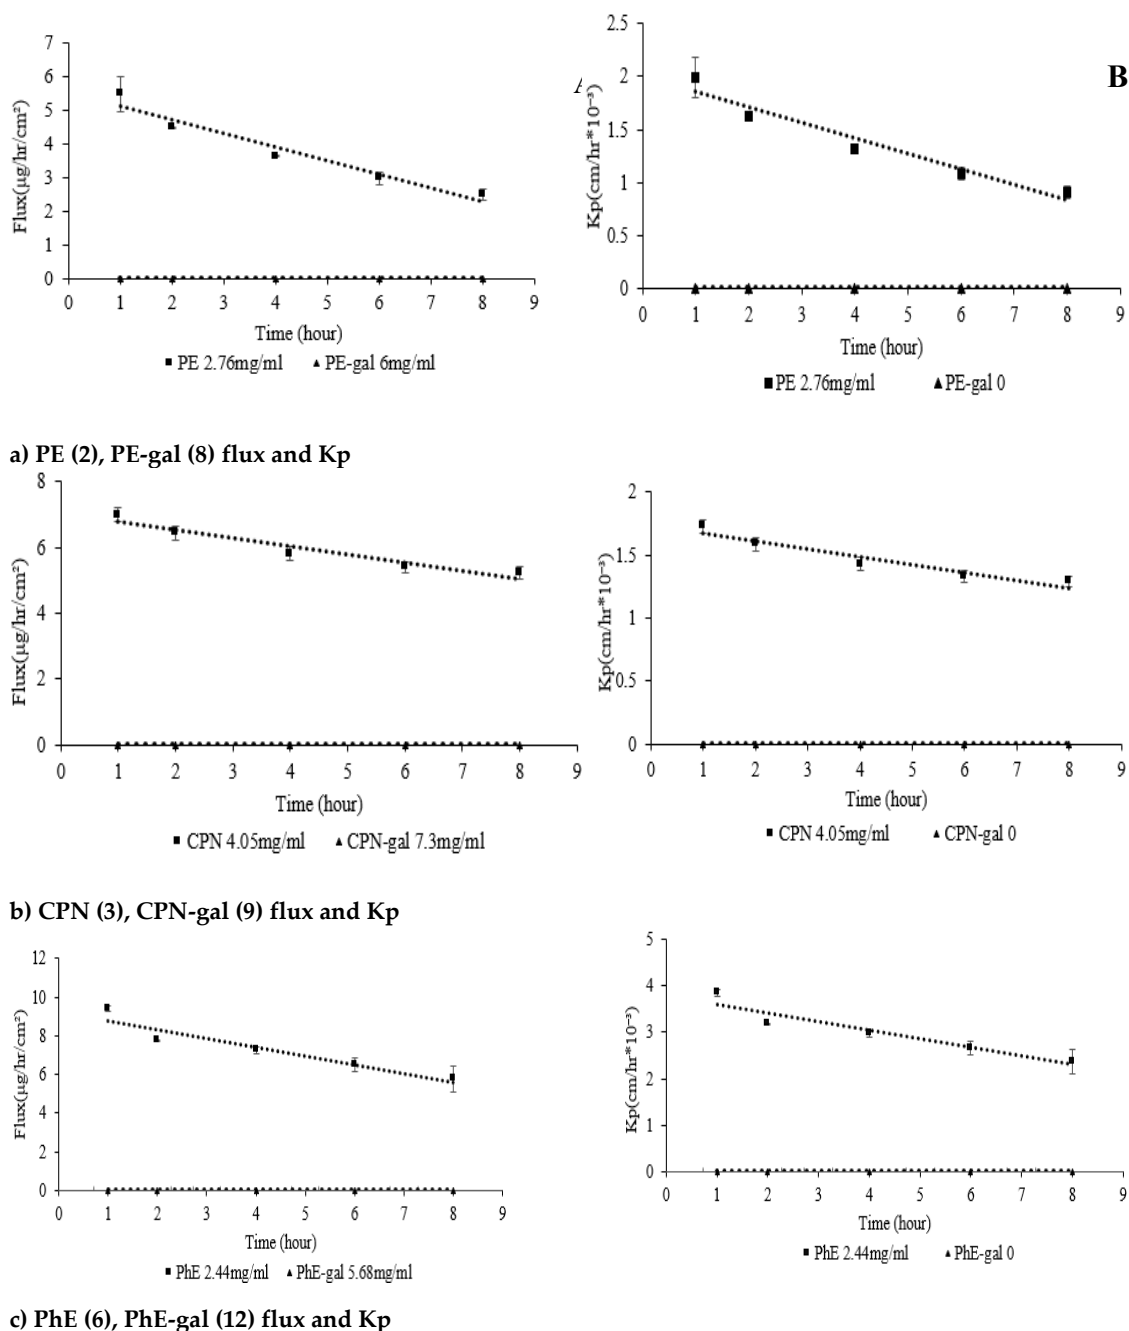 A
B
Flux(µg/hr/cm²)
7
6
5
4
3
2
1
0
0 1 2 3 4 5 6 7 8 9
Time (hour)
PE 2.76mg/ml PE-gal 6mg/ml
Kp(cm/hr*10⁻³)
2.5
2
1.5
1
0.5
0
0 1 2 3 4 5 6 7 8 9
Time (hour)
PE 2.76mg/ml PE-gal 0
a) PE (2), PE-gal (8) flux and Kp
Flux(µg/hr/cm²)
8
6
4
2
0
0 1 2 3 4 5 6 7 8 9
Time (hour)
CPN 4.05mg/ml CPN-gal 7.3mg/ml
Kp(cm/hr*10⁻³)
2
1.5
1
0.5
0
0 1 2 3 4 5 6 7 8 9
Time (hour)
CPN 4.05mg/ml CPN-gal 0
b) CPN (3), CPN-gal (9) flux and Kp
Flux(µg/hr/cm²)
12
10
8
6
4
2
0
0 1 2 3 4 5 6 7 8 9
Time (hour)
PhE 2.44mg/ml PhE-gal 5.68mg/ml
Kp(cm/hr*10⁻³)
5
4
3
2
1
0
0 1 2 3 4 5 6 7 8 9
Time (hour)
PhE 2.44mg/ml PhE-gal 0
c) PhE (6), PhE-gal (12) flux and Kp